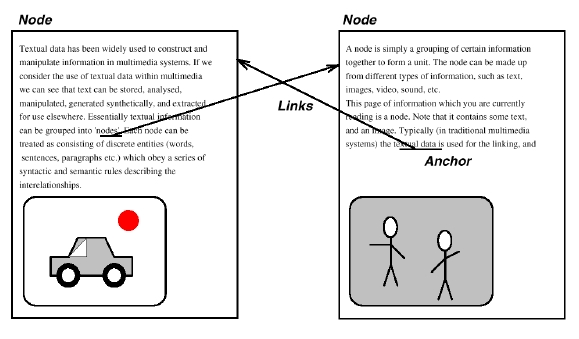 Node
Textual data has been widely used to construct and
manipulate information in multimedia systems. If we
consider the use of textual data within multimedia
we can see that text can be stored, analysed,
manipulated, generated synthetically, and extracted
for use elsewhere. Essentially textual information
can be grouped into 'nodes'. Each node can be
treated as consisting of discrete entities (words,
sentences, paragraphs etc.) which obey a series of
syntactic and semantic rules describing the
interelationships.
Links
Node
A node is simply a grouping of certain information
together to form a unit. The node can be made up
from different types of information, such as text,
images, video, sound, etc.
This page of information which you are currently
reading is a node. Note that it contains some text,
and an image. Typically (in traditional multimedia
systems) the textual data is used for the linking, and
Anchor